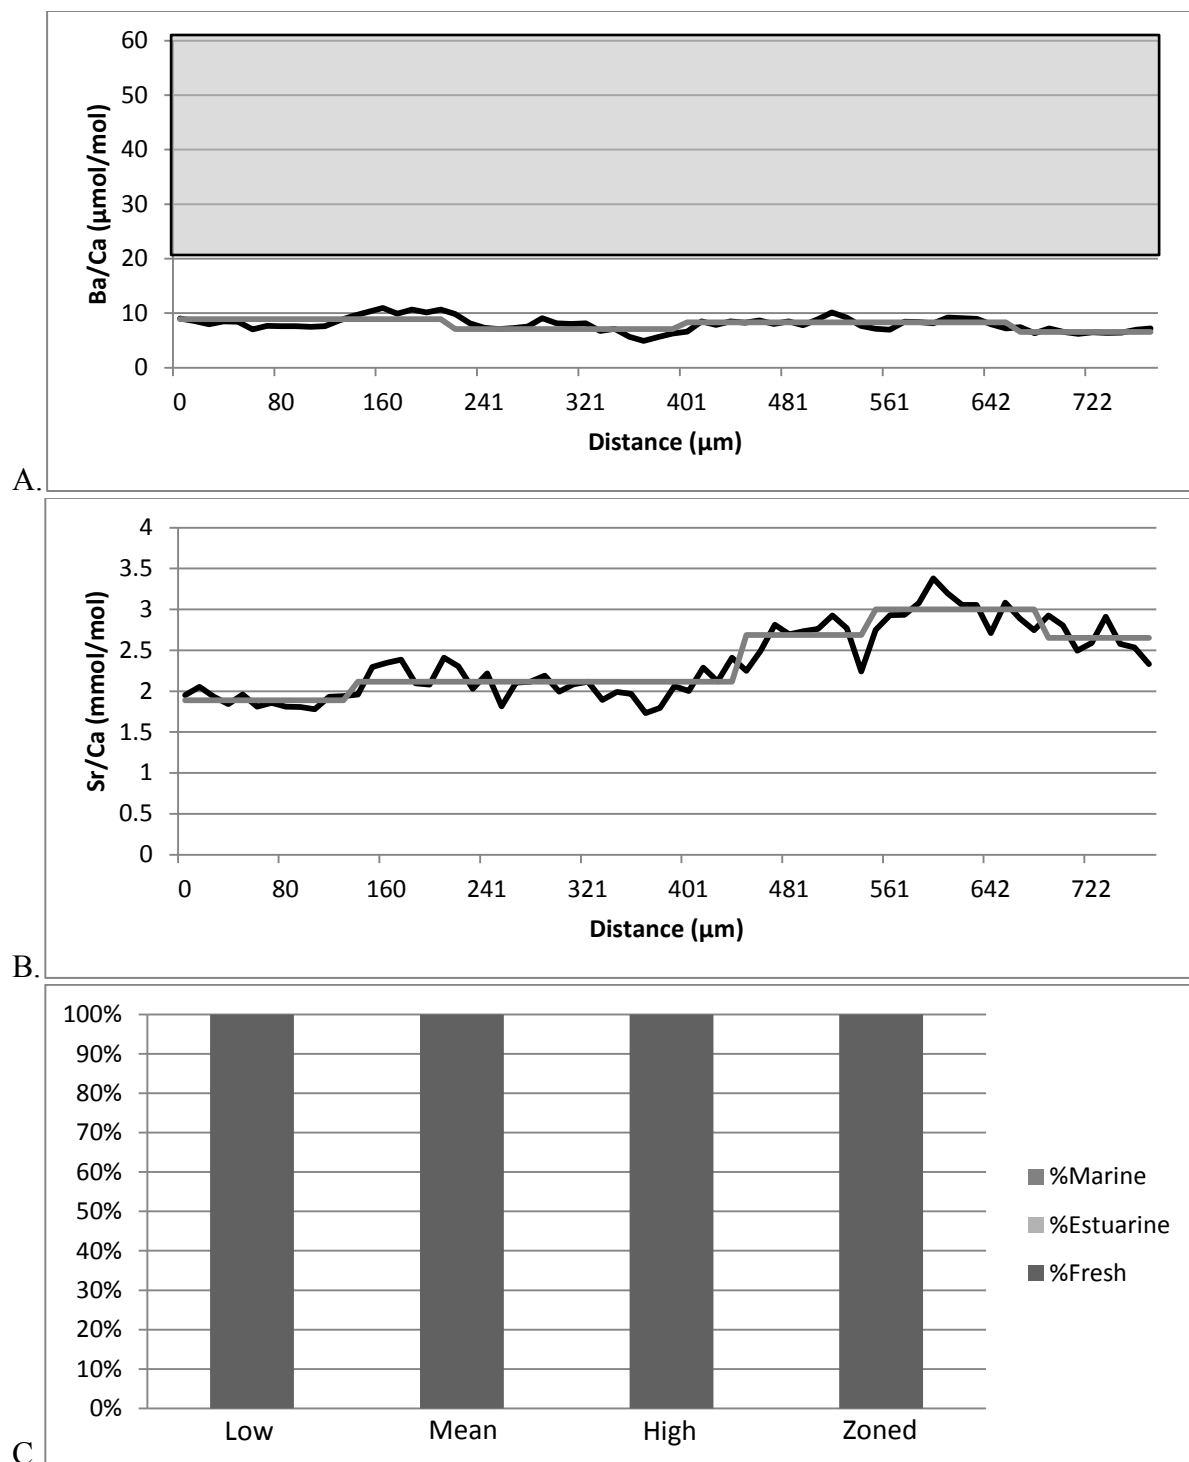 60
50
40
30
20
10
0
Ba/Ca (µmol/mol)
0 80 160 241 321 401 481 561 642 722
Distance (µm)
A.
4
3.5
3
2.5
2
1.5
1
0.5
0
Sr/Ca (mmol/mol)
0 80 160 241 321 401 481 561 642 722
Distance (µm)
B.
100%
90%
80%
70%
60%
50%
40%
30%
20%
10%
0%
Low Mean High Zoned
%Marine
%Estuarine
%Fresh
C